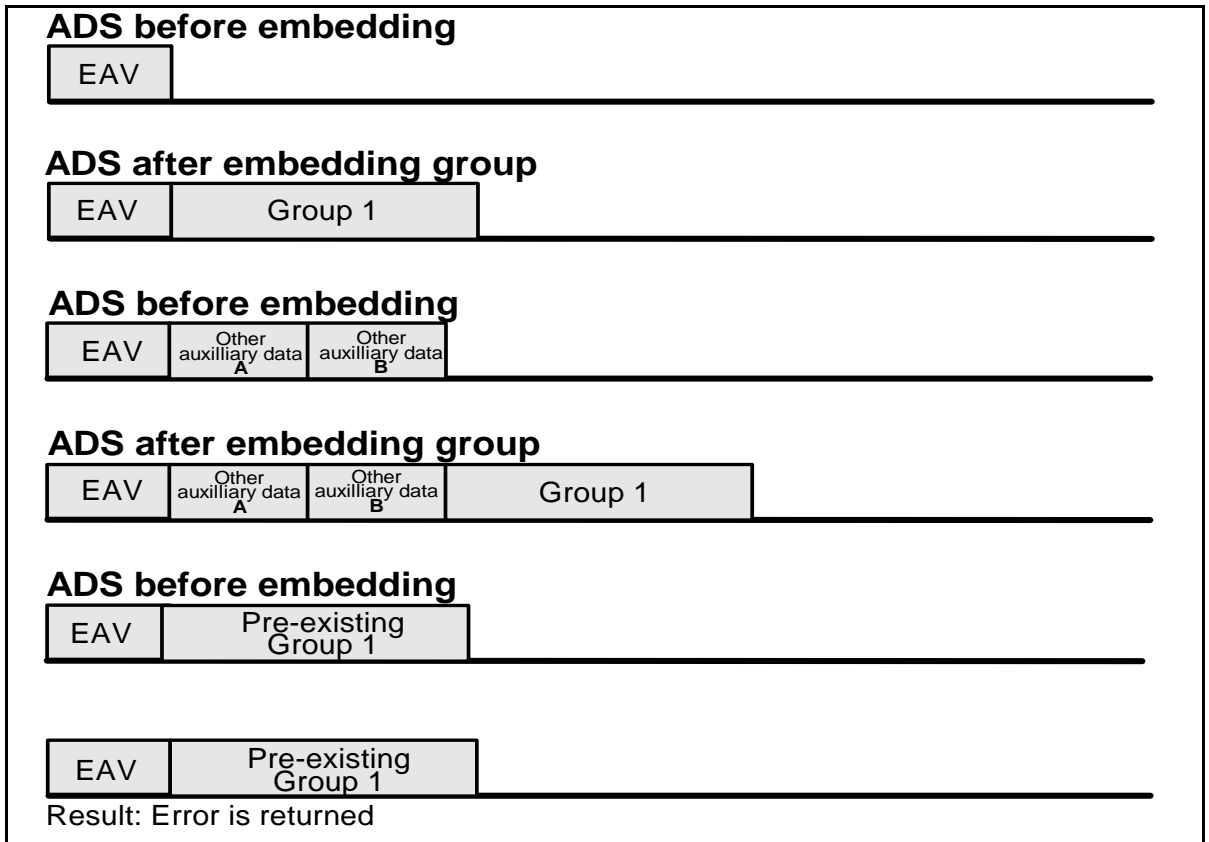 ADS before embedding
EAV
ADS after embedding group
EAV Group 1
ADS before embedding
EAV
Other
auxilliary data
A
Other
auxilliary data
B
ADS after embedding group
EAV
Other
auxilliary data
A
Other
auxilliary data
B
Group 1
ADS before embedding
EAV
Pre-existing
Group 1
EAV
Pre-existing
Group 1
Result: Error is returned